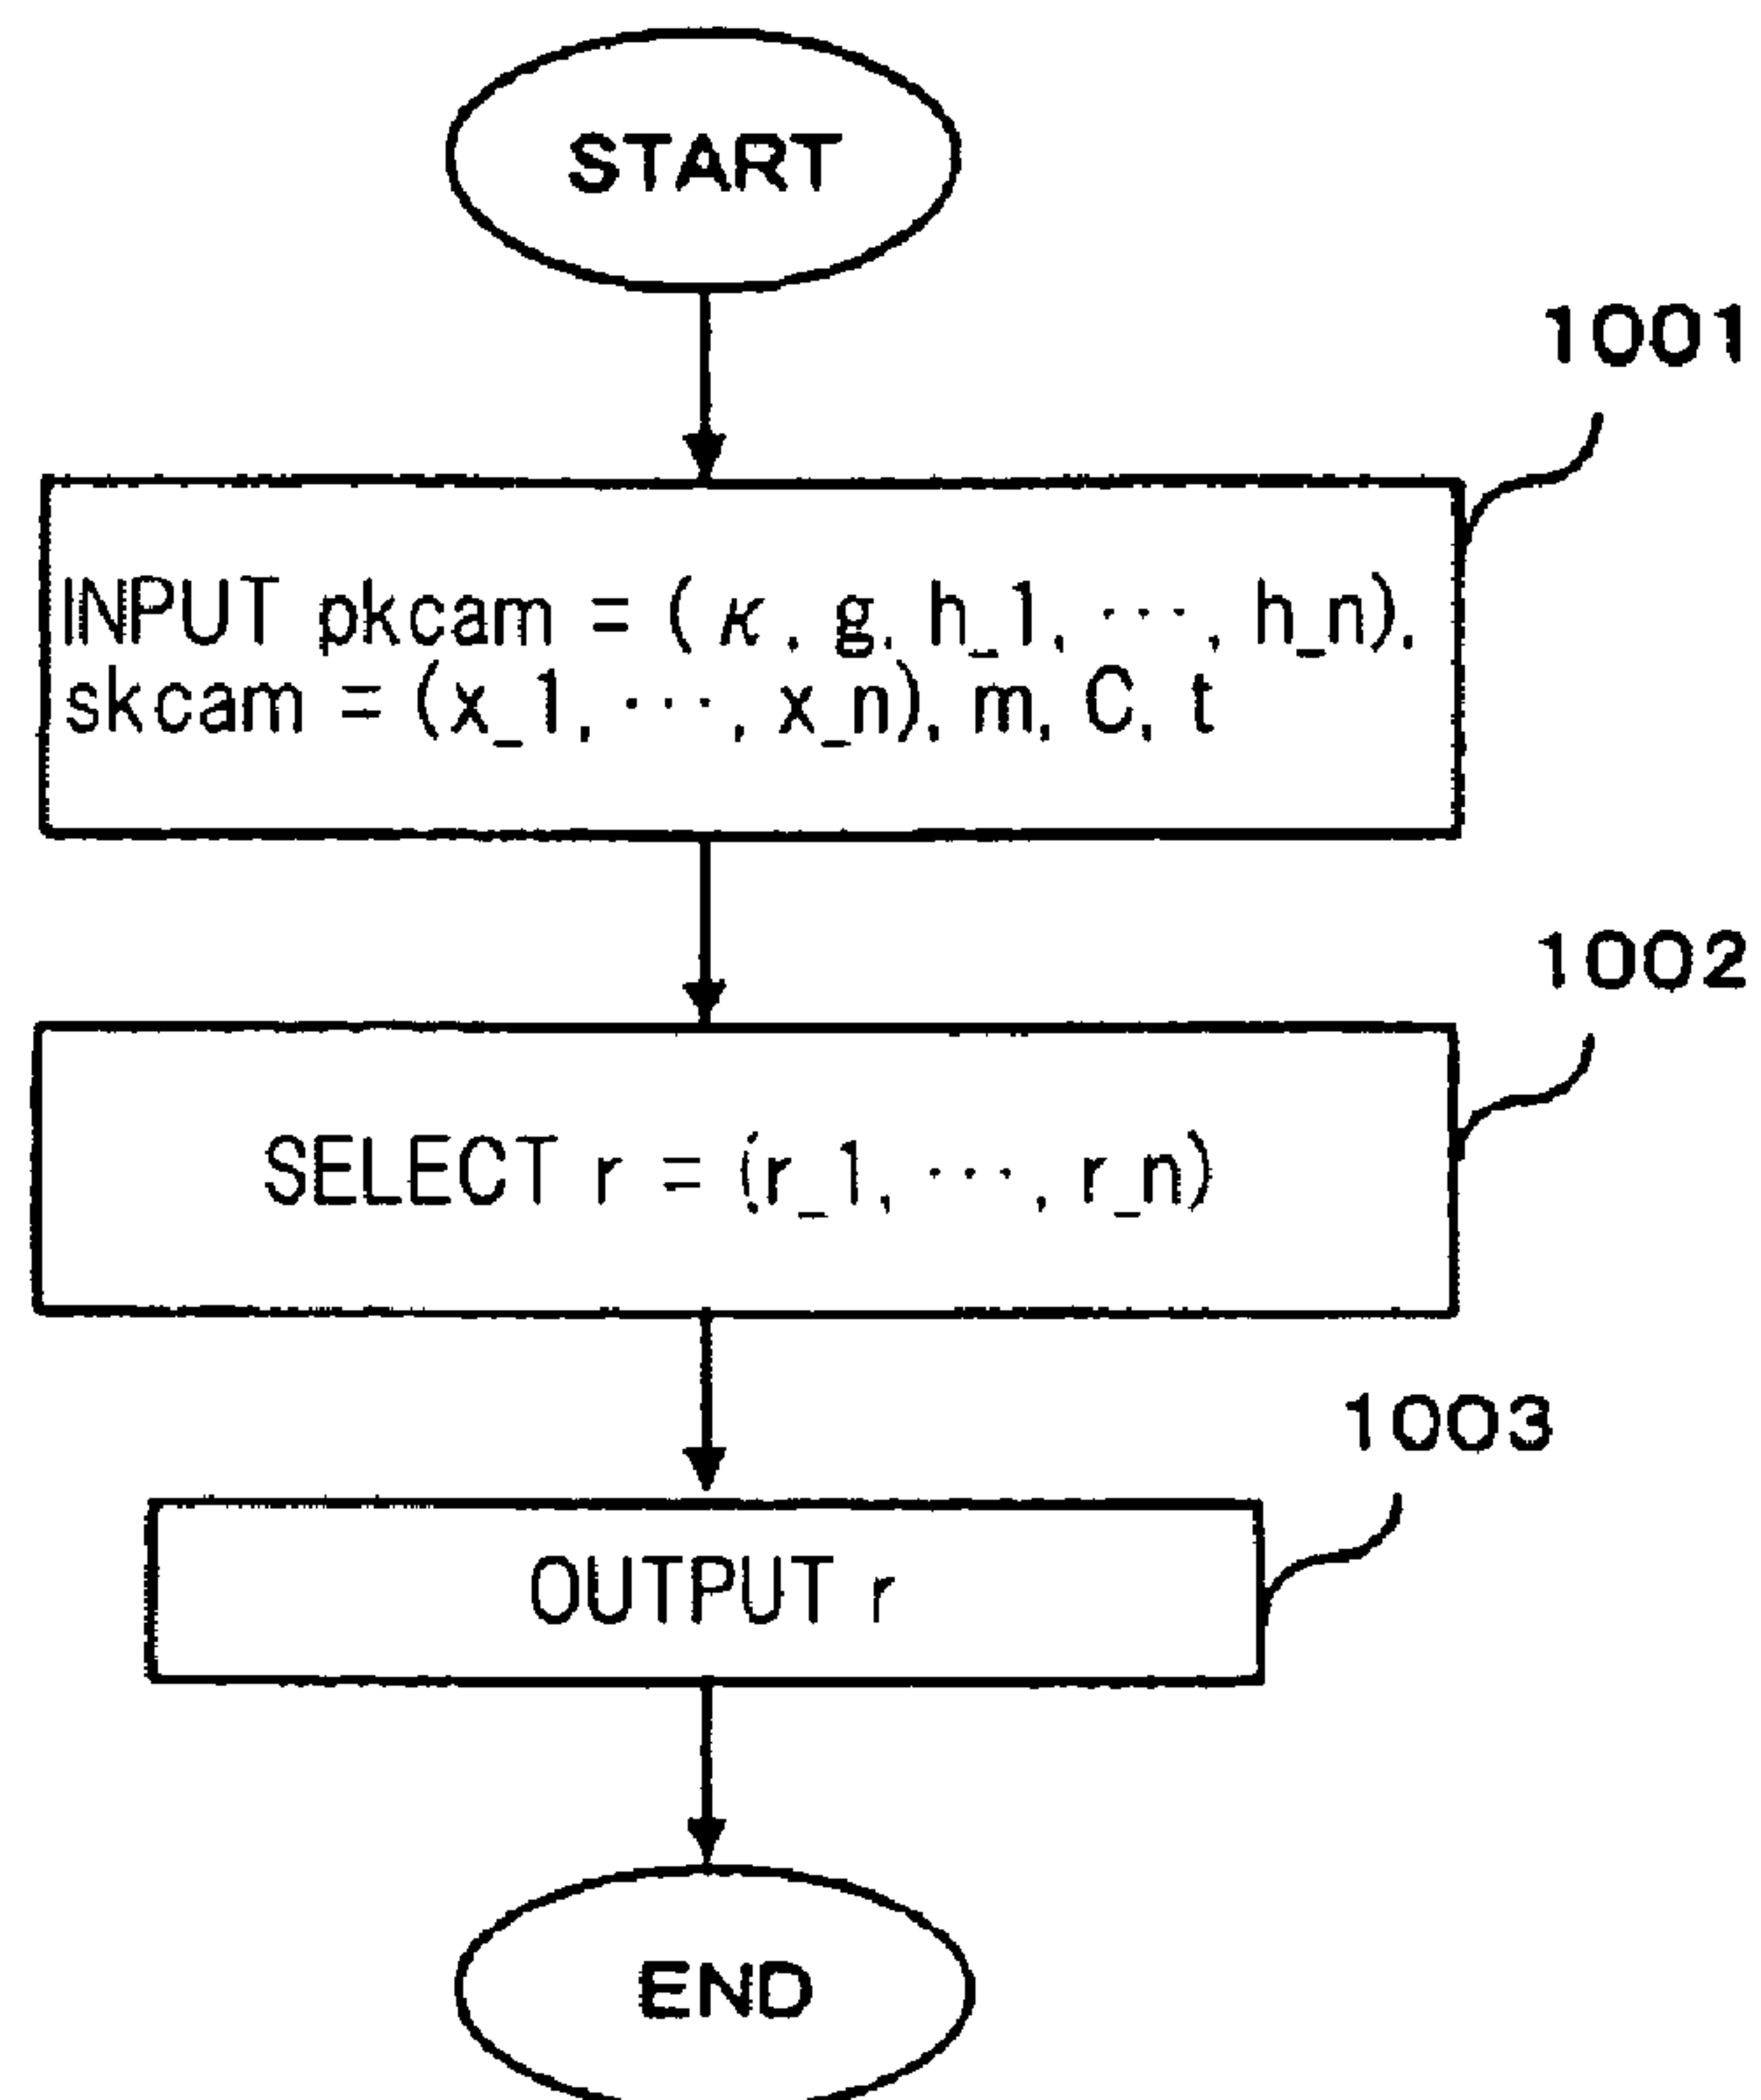 START
1001
INPUT pkcam = (κ, g, h_1, ···, h_n),
skcam = (x_1, ···, x_n), m, C, t
1002
SELECT r = (r_1, ···, r_n)
1003
OUTPUT r
END